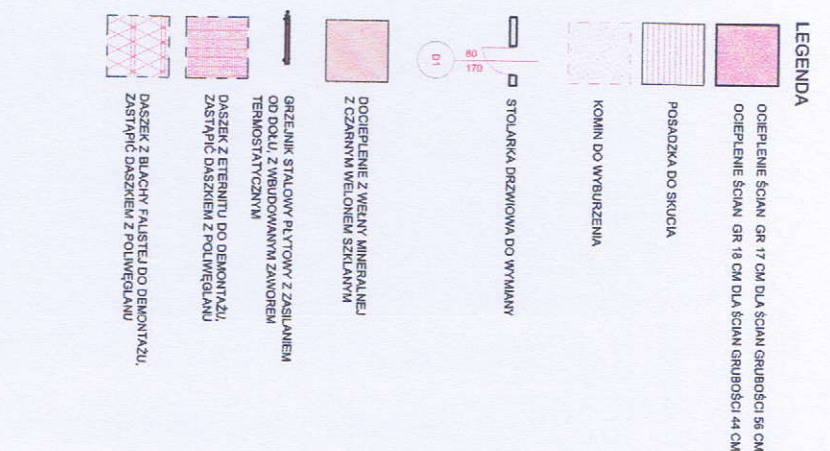 LEGENDA
OCIEPLENIE ŚCIAN GR 17 CM DLA ŚCIAN GRUBOŚCI 56 CM
OCIEPLENIE ŚCIAN GR 18 CM DLA ŚCIAN GRUBOŚCI 44 CM
POSADZKA DO SKUCIA
KOMIN DO WYBURZENIA
80
170
D1
STOLARKA DRZWIOWA DO WYMIANY
DOCIEPLENIE Z WEŁNY MINERALNEJ
Z CZARNYM WELONEM SZKLANYM
GRZEJNIK STALOWY PŁYTOWY Z ZASILANIEM
OD DOŁU, Z WBUDOWANYM ZAWOREM
TERMOSTATYCZNYM
DASZEK Z ETERNITU DO DEMONTAŻU,
ZASTĄPIĆ DASZKIEM Z POLIWĘGLANU
DASZEK Z BLACHY FALISTEJ DO DEMONTAŻU,
ZASTĄPIĆ DASZKIEM Z POLIWĘGLANU